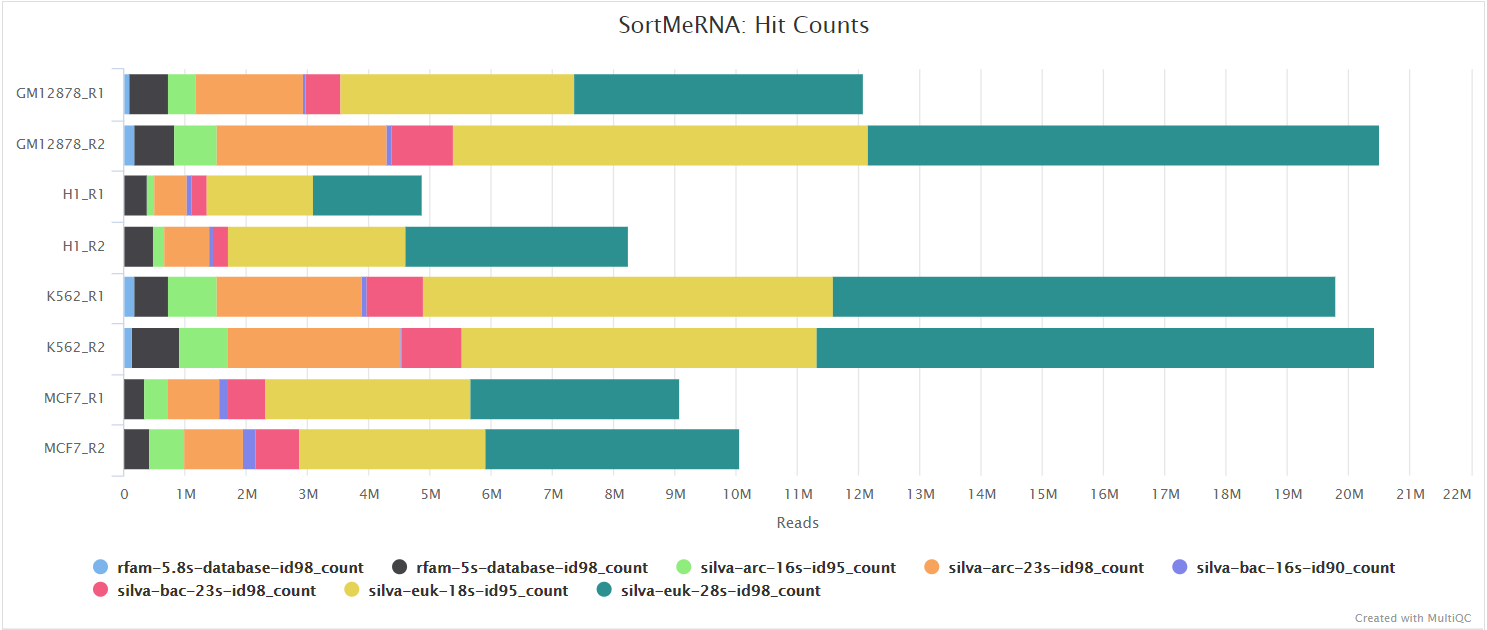 SortMeRNA: Hit Counts
GM12878_R1
GM12878_R2
H1_R1
H1_R2
K562_R1
K562_R2
MCF7_R1
MCF7_R2
0 1M 2M 3M 4M 5M 6M 7M 8M 9M 10M 11M 12M 13M 14M 15M 16M 17M 18M 19M 20M 21M 22M
Reads
rfam-5.8s-database-id98_count rfam-5s-database-id98_count silva-arc-16s-id95_count silva-arc-23s-id98_count silva-bac-16s-id90_count
silva-bac-23s-id98_count silva-euk-18s-id95_count silva-euk-28s-id98_count
Created with MultiQC